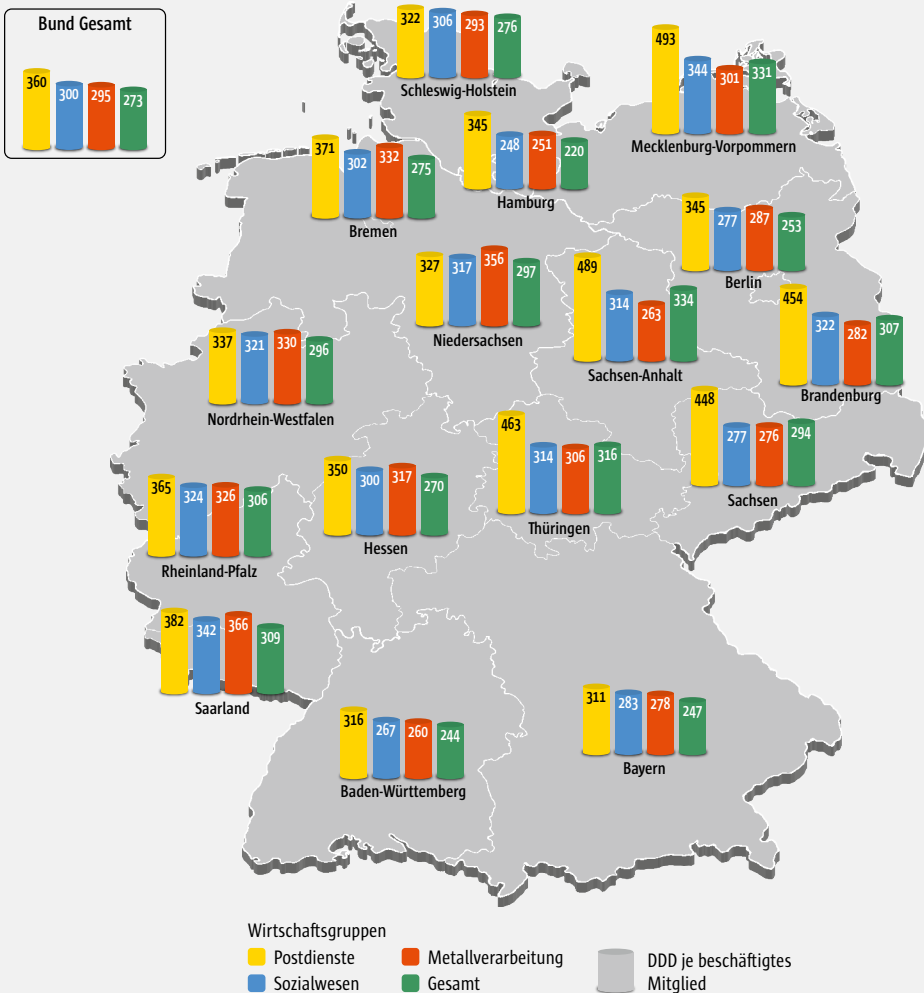 Bund Gesamt
360 300 295 273
322 306 293 276
Schleswig-Holstein
493 344 301 331
Mecklenburg-Vorpommern
345 248 251 220
Hamburg
371 302 332 275
Bremen
345 277 287 253
Berlin
327 317 356 297
Niedersachsen
489 314 263 334
Sachsen-Anhalt
454 322 282 307
Brandenburg
337 321 330 296
Nordrhein-Westfalen
448 277 276 294
Sachsen
463 314 306 316
Thüringen
350 300 317 270
Hessen
365 324 326 306
Rheinland-Pfalz
382 342 366 309
Saarland
316 267 260 244
Baden-Württemberg
311 283 278 247
Bayern
Wirtschaftsgruppen
Postdienste
Sozialwesen
Metallverarbeitung
Gesamt
DDD je beschäftigtes
Mitglied